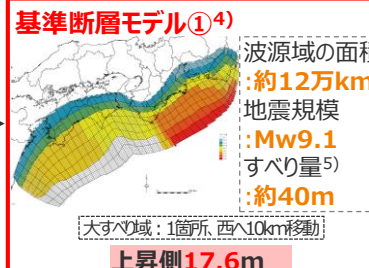 基準断層モデル①4)
波源域の面積
:約12万km
地震規模
:Mw9.1
すべり量5)
:約40m
大すべり域：1箇所、西へ10km移動
上昇側17.6m